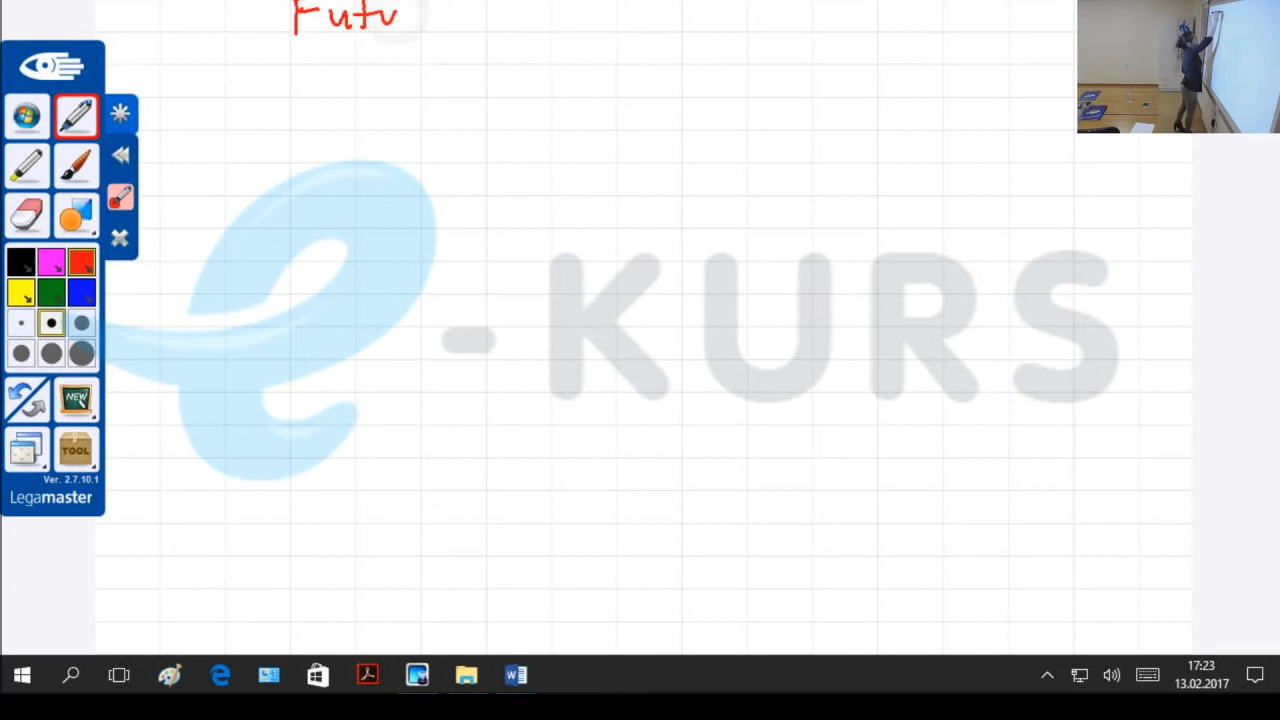 Futu
e-KURS
NEW
TOOL
Ver. 2.7.10.1
Legamaster
17:23
13.02.2017